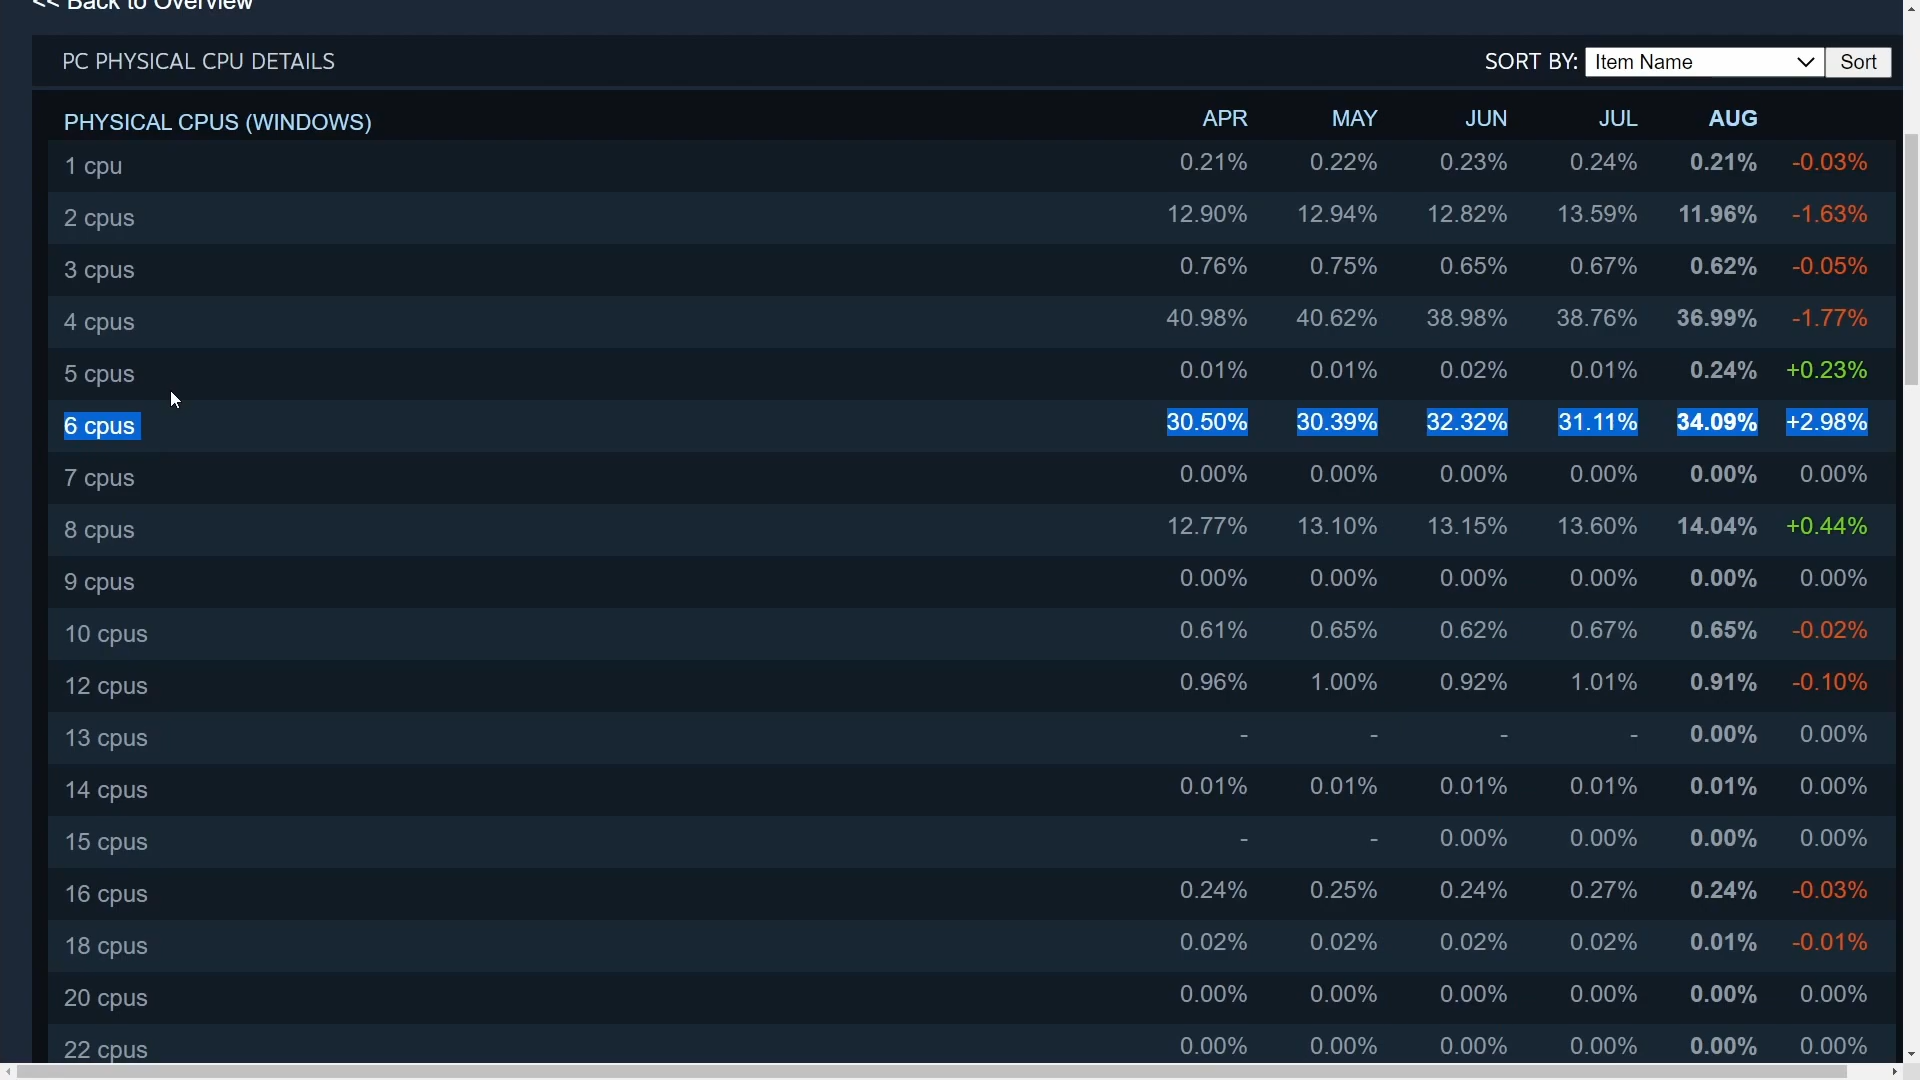 << Back to Overview
PC PHYSICAL CPU DETAILS SORT BY: Item Name Sort
PHYSICAL CPUS (WINDOWS) APR MAY JUN JUL AUG
1 cpu 0.21% 0.22% 0.23% 0.24% 0.21% -0.03%
2 cpus 12.90% 12.94% 12.82% 13.59% 11.96% -1.63%
3 cpus 0.76% 0.75% 0.65% 0.67% 0.62% -0.05%
4 cpus 40.98% 40.62% 38.98% 38.76% 36.99% -1.77%
5 cpus 0.01% 0.01% 0.02% 0.01% 0.24% +0.23%
6 cpus 30.50% 30.39% 32.32% 31.11% 34.09% +2.98%
7 cpus 0.00% 0.00% 0.00% 0.00% 0.00% 0.00%
8 cpus 12.77% 13.10% 13.15% 13.60% 14.04% +0.44%
9 cpus 0.00% 0.00% 0.00% 0.00% 0.00% 0.00%
10 cpus 0.61% 0.65% 0.62% 0.67% 0.65% -0.02%
12 cpus 0.96% 1.00% 0.92% 1.01% 0.91% -0.10%
13 cpus - - - - 0.00% 0.00%
14 cpus 0.01% 0.01% 0.01% 0.01% 0.01% 0.00%
15 cpus - - 0.00% 0.00% 0.00% 0.00%
16 cpus 0.24% 0.25% 0.24% 0.27% 0.24% -0.03%
18 cpus 0.02% 0.02% 0.02% 0.02% 0.01% -0.01%
20 cpus 0.00% 0.00% 0.00% 0.00% 0.00% 0.00%
22 cpus 0.00% 0.00% 0.00% 0.00% 0.00% 0.00%